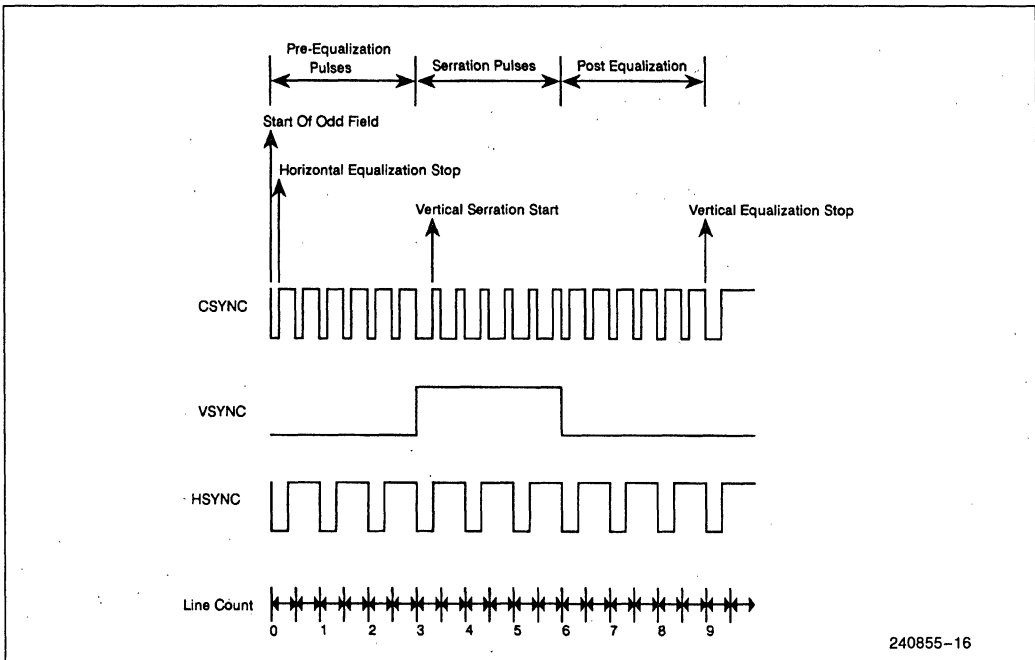 Pre-Equalization
Pulses
Serration Pulses
Post Equalization
Start Of Odd Field
Horizontal Equalization Stop
Vertical Serration Start
Vertical Equalization Stop
CSYNC
VSYNC
HSYNC
Line Count
0 1 2 3 4 5 6 7 8 9
240855-16